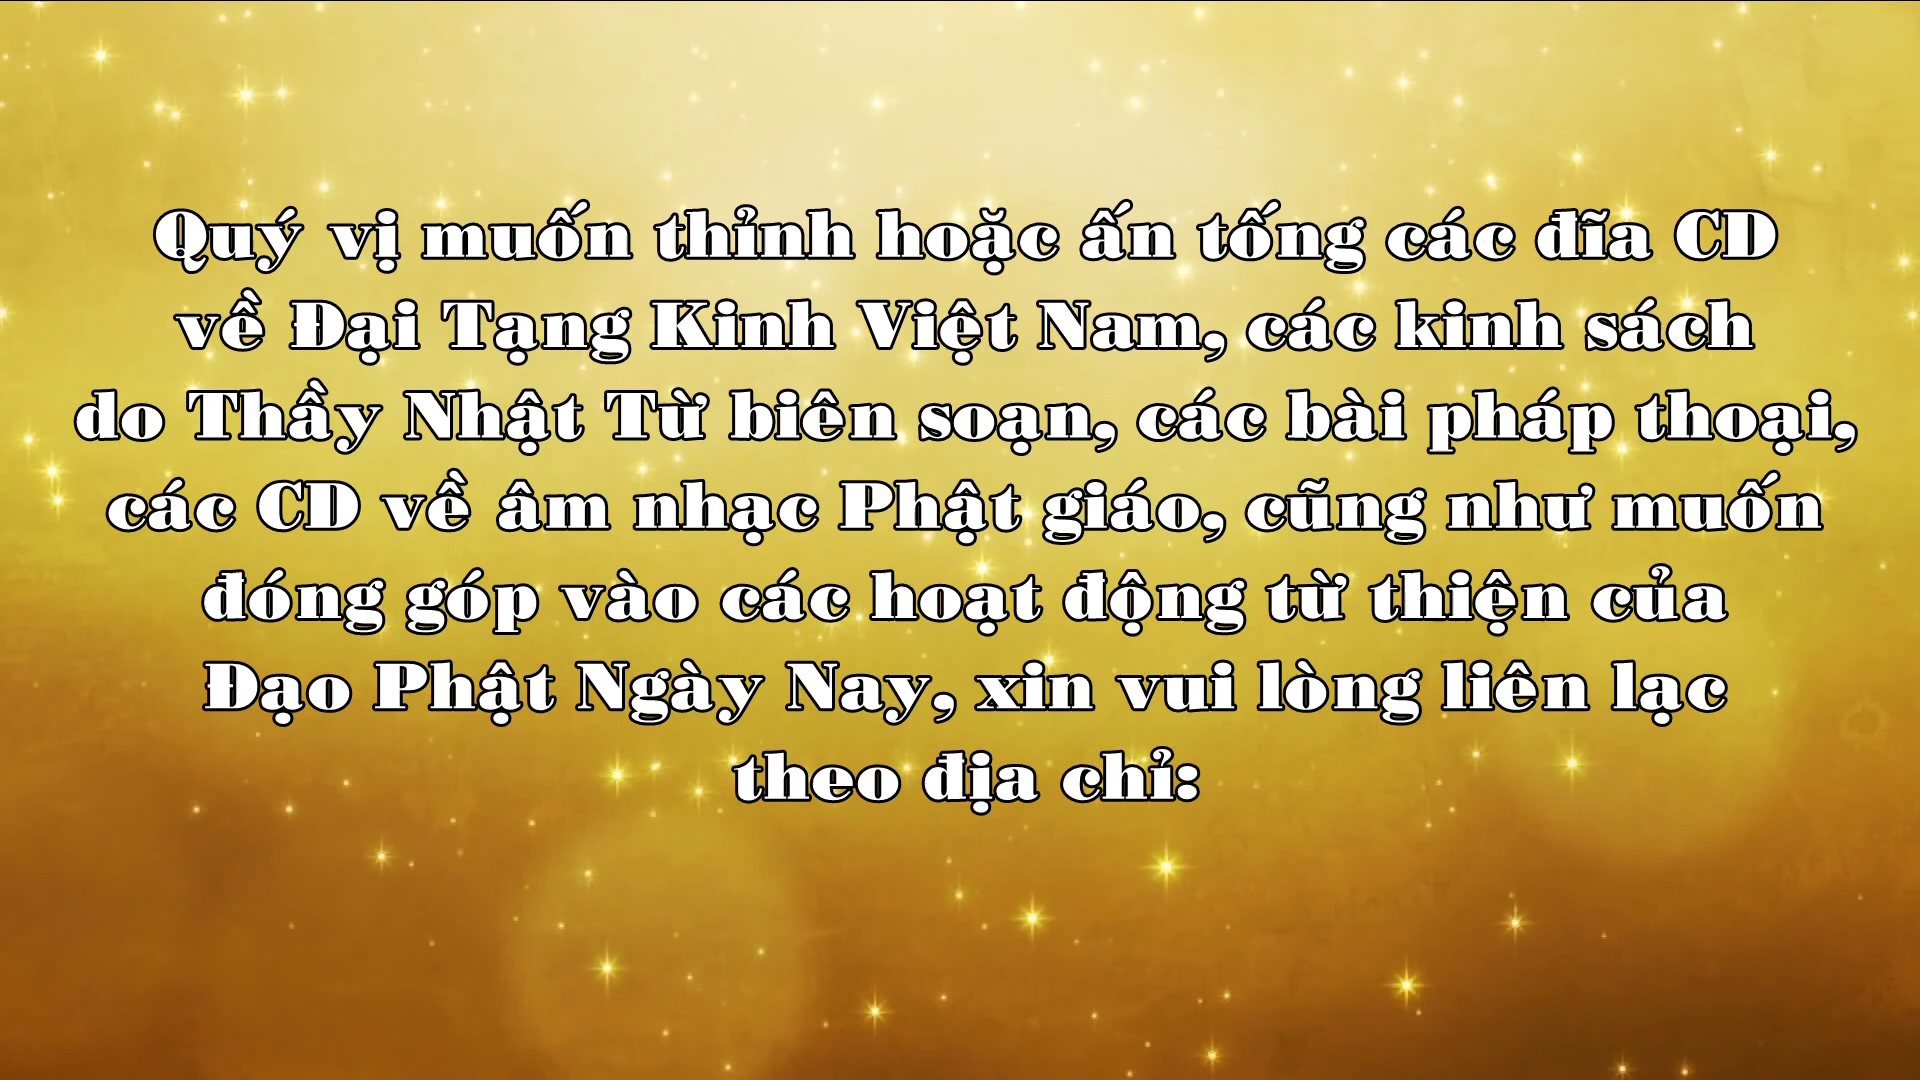 Quý vị muốn thỉnh hoặc ấn tống các đĩa CD
về Đại Tạng Kinh Việt Nam, các kinh sách
do Thầy Nhật Từ biên soạn, các bài pháp thoại,
các CD về âm nhạc Phật giáo, cũng như muốn
đóng góp vào các hoạt động từ thiện của
Đạo Phật Ngày Nay, xin vui lòng liên lạc
theo địa chỉ: